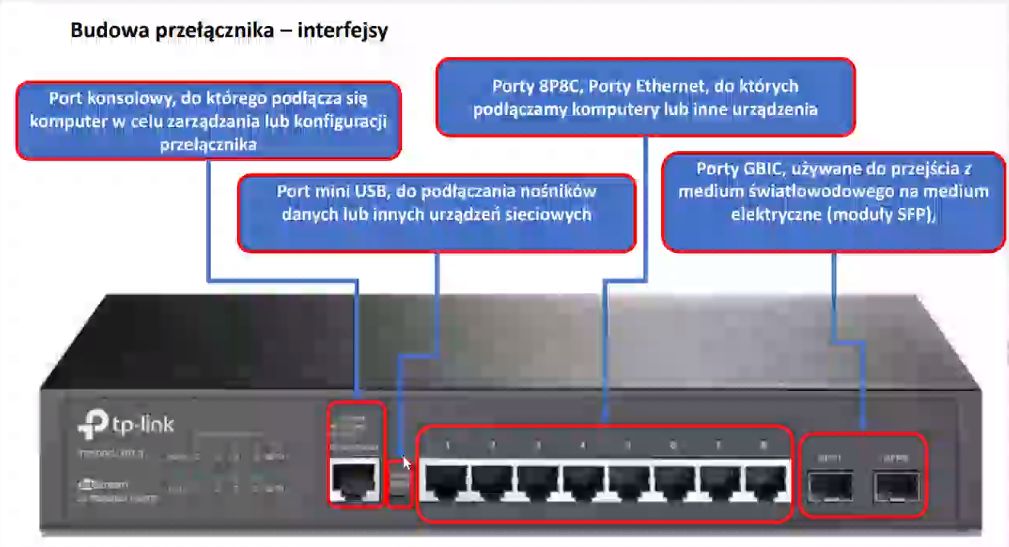 Budowa przełącznika – interfejsy
Port konsolowy, do którego podłącza się
komputer w celu zarządzania lub konfiguracji
przełącznika
Porty 8P8C, Porty Ethernet, do których
podłączamy komputery lub inne urządzenia
Port mini USB, do podłączania nośników
danych lub innych urządzeń sieciowych
Porty GBIC, używane do przejścia z
medium światłowodowego na medium
elektryczne (moduły SFP),
tp-link
1 2 3 4 5 6 7 8